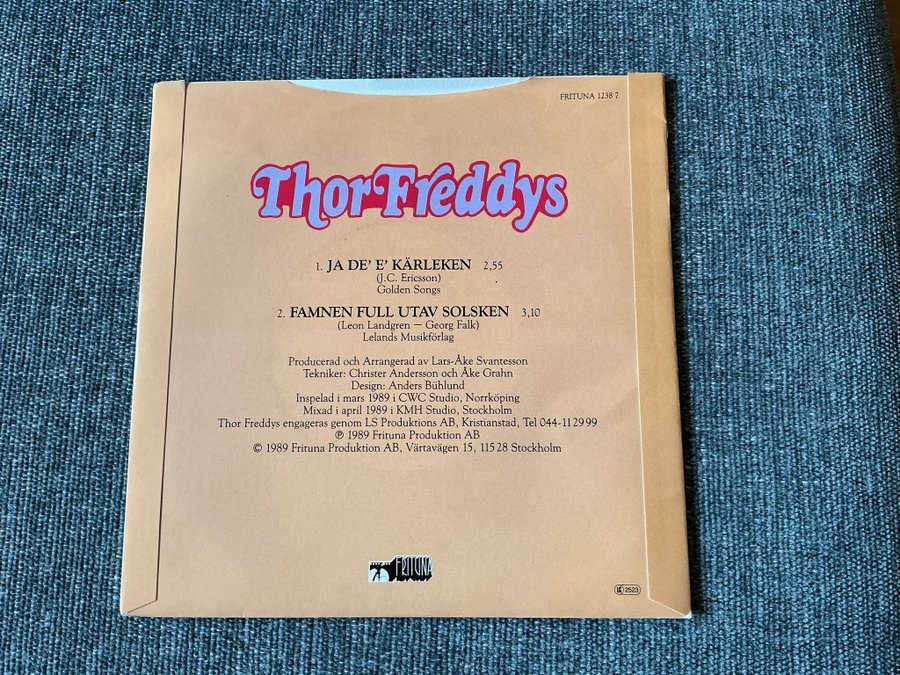 FRITUNA 1238 7
Thor Freddys
1. JA DE' E' KÄRLEKEN 2,55
(J.C. Ericsson)
Golden Songs
2. FAMNEN FULL UTAV SOLSKEN 3,10
(Leon Landgren — Georg Falk)
Lelands Musikförlag
Producerad och Arrangerad av Lars-Åke Svantesson
Tekniker: Christer Andersson och Åke Grahn
Design: Anders Bühlund
Inspelad i mars 1989 i CWC Studio, Norrköping
Mixad i april 1989 i KMH Studio, Stockholm
Thor Freddys engageras genom LS Produktions AB, Kristianstad, Tel 044-11 29 99
℗ 1989 Frituna Produktion AB
© 1989 Frituna Produktion AB, Värtavägen 15, 115 28 Stockholm
FRITUNA
2523